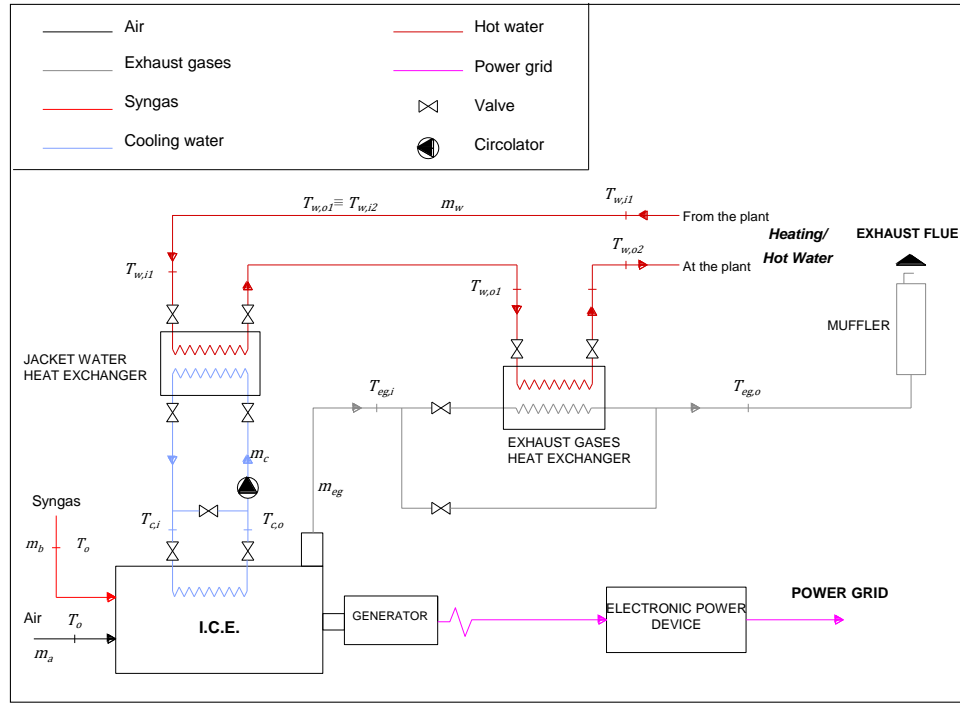 Air
Hot water
Exhaust gases
Power grid
Syngas
Valve
Cooling water
Circolator
T_{w,o1} ≡ T_{w,i2}
m_w
T_{w,i1}
From the plant
Heating/
Hot Water
EXHAUST FLUE
T_{w,o2}
At the plant
T_{w,i1}
T_{w,o1}
MUFFLER
JACKET WATER
HEAT EXCHANGER
T_{eg,i}
T_{eg,o}
EXHAUST GASES
HEAT EXCHANGER
m_c
m_{eg}
Syngas
T_{c,i}
T_{c,o}
m_b
T_o
Air
T_o
m_a
I.C.E.
GENERATOR
ELECTRONIC POWER
DEVICE
POWER GRID